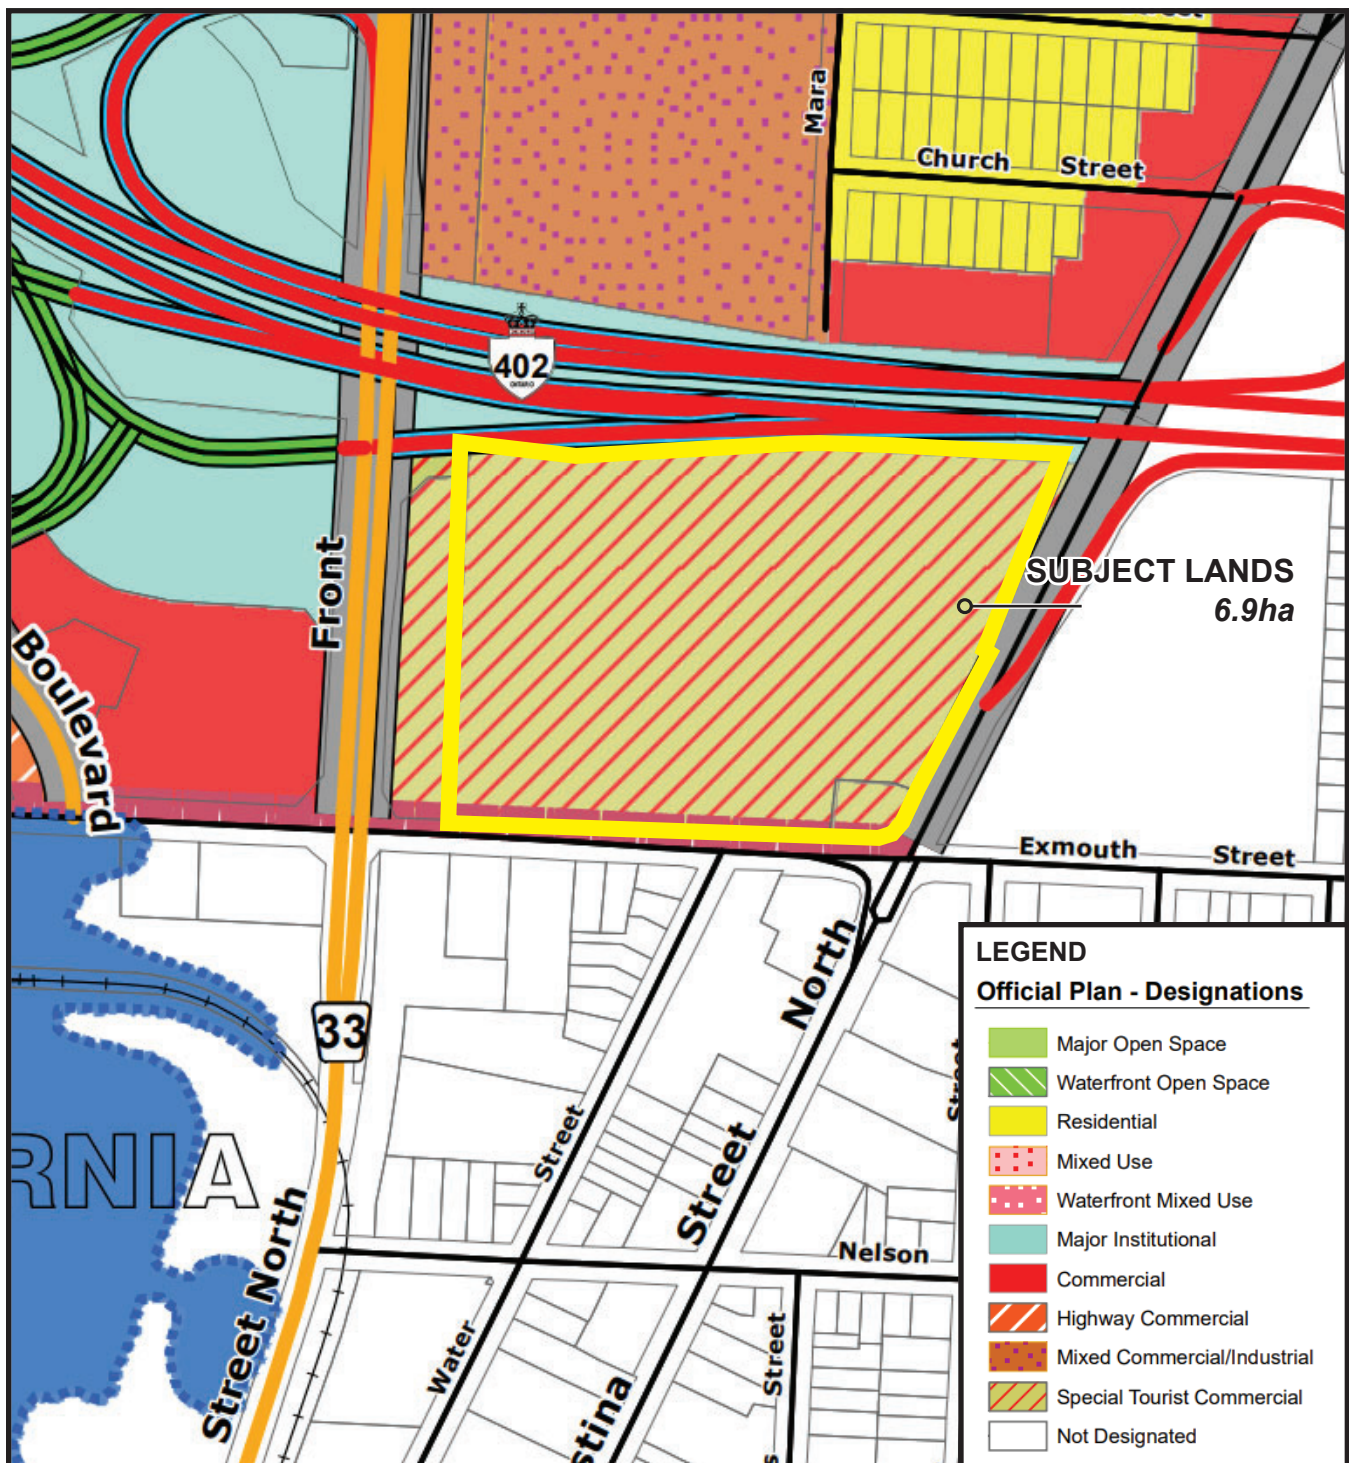 Mara
Church Street
402
ONTARIO
Front
SUBJECT LANDS
6.9ha
Boulevard
Exmouth Street
North
33
Street
Street
RNIA
Street North
Nelson
Water
Street
stina
LEGEND
Official Plan - Designations
Major Open Space
Waterfront Open Space
Residential
Mixed Use
Waterfront Mixed Use
Major Institutional
Commercial
Highway Commercial
Mixed Commercial/Industrial
Special Tourist Commercial
Not Designated